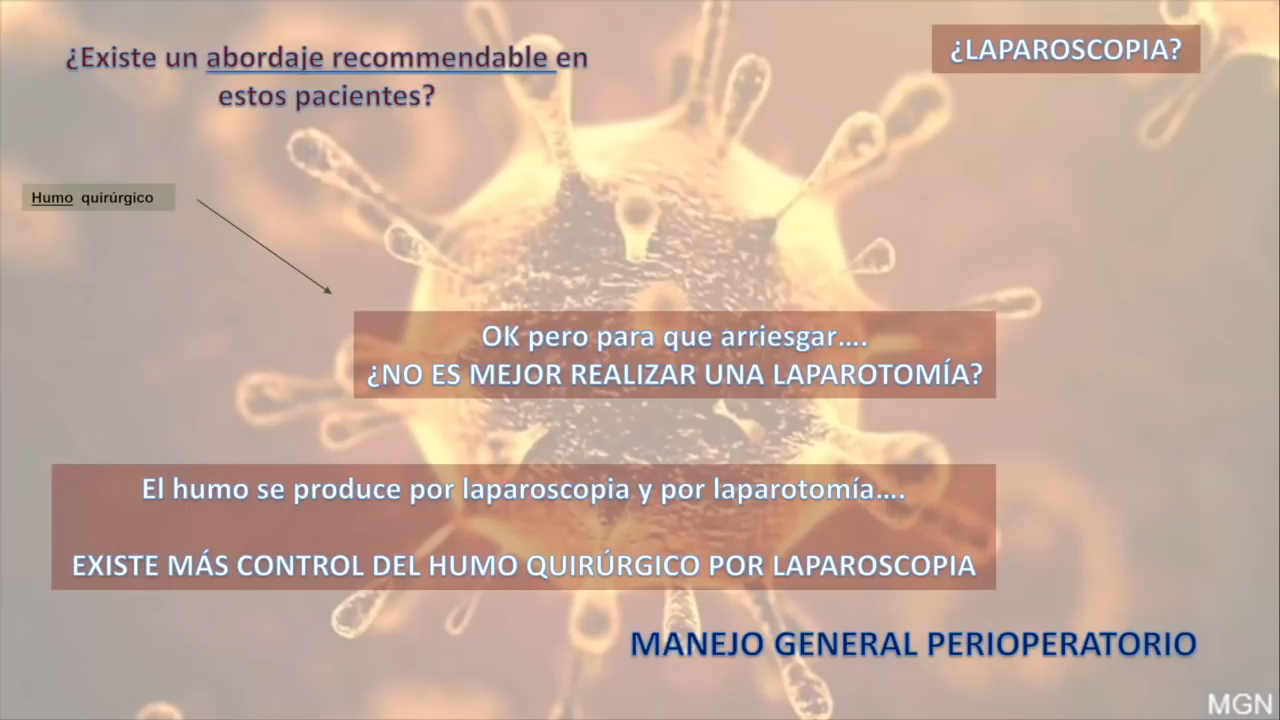 ¿Existe un abordaje recommendable en
estos pacientes?
¿LAPAROSCOPIA?
Humo quirúrgico
OK pero para que arriesgar....
¿NO ES MEJOR REALIZAR UNA LAPAROTOMÍA?
El humo se produce por laparoscopia y por laparotomía....
EXISTE MÁS CONTROL DEL HUMO QUIRÚRGICO POR LAPAROSCOPIA
MANEJO GENERAL PERIOPERATORIO
MGN